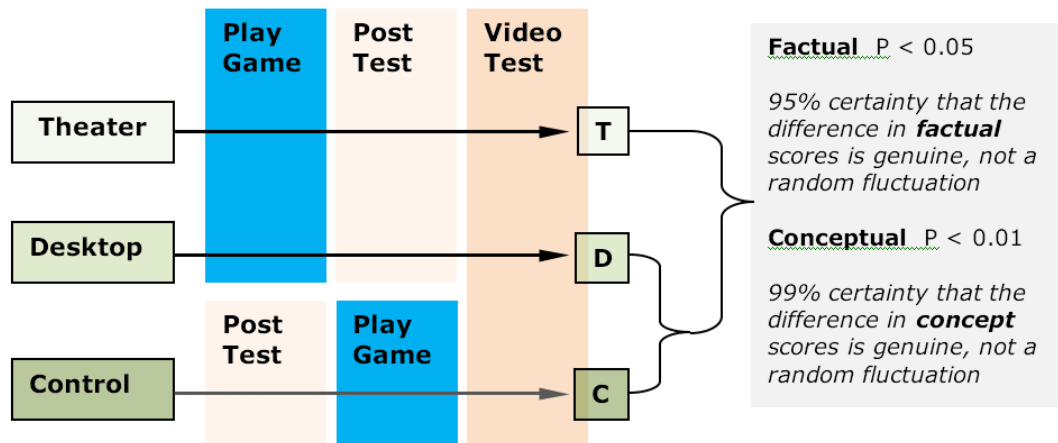 Play
Game
Post
Test
Video
Test
Theater
T
Desktop
D
Post
Test
Play
Game
Control
C
Factual P < 0.05
95% certainty that the
difference in factual
scores is genuine, not a
random fluctuation
Conceptual P < 0.01
99% certainty that the
difference in concept
scores is genuine, not a
random fluctuation